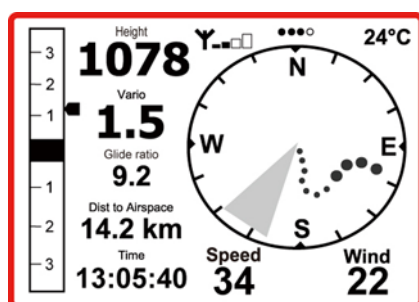 3
2
1
1
2
3
Height
1078
Vario
1.5
Glide ratio
9.2
Dist to Airspace
14.2 km
Time
13:05:40
24°C
N
W
E
S
Speed
34
Wind
22